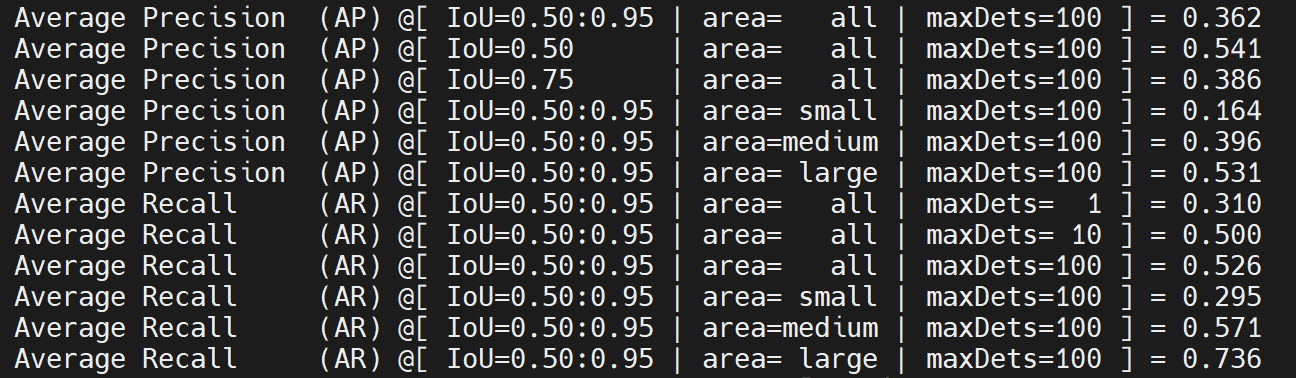 Average Precision  (AP) @[ IoU=0.50:0.95 | area=   all | maxDets=100 ] = 0.362
Average Precision  (AP) @[ IoU=0.50      | area=   all | maxDets=100 ] = 0.541
Average Precision  (AP) @[ IoU=0.75      | area=   all | maxDets=100 ] = 0.386
Average Precision  (AP) @[ IoU=0.50:0.95 | area= small | maxDets=100 ] = 0.164
Average Precision  (AP) @[ IoU=0.50:0.95 | area=medium | maxDets=100 ] = 0.396
Average Precision  (AP) @[ IoU=0.50:0.95 | area= large | maxDets=100 ] = 0.531
Average Recall     (AR) @[ IoU=0.50:0.95 | area=   all | maxDets=  1 ] = 0.310
Average Recall     (AR) @[ IoU=0.50:0.95 | area=   all | maxDets= 10 ] = 0.500
Average Recall     (AR) @[ IoU=0.50:0.95 | area=   all | maxDets=100 ] = 0.526
Average Recall     (AR) @[ IoU=0.50:0.95 | area= small | maxDets=100 ] = 0.295
Average Recall     (AR) @[ IoU=0.50:0.95 | area=medium | maxDets=100 ] = 0.571
Average Recall     (AR) @[ IoU=0.50:0.95 | area= large | maxDets=100 ] = 0.736